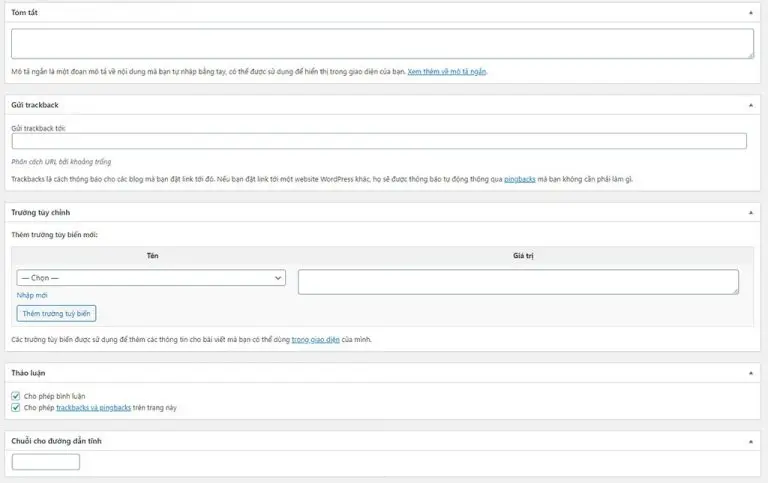 Tóm tắt
Mô tả ngắn là một đoạn mô tả về nội dung mà bạn tự nhập bằng tay, có thể được sử dụng để hiển thị trong giao diện của bạn. Xem thêm về mô tả ngắn.
Gửi trackback
Gửi trackback tới:
Phân cách URL bởi khoảng trống
Trackbacks là cách thông báo cho các blog mà bạn đặt link tới đó. Nếu bạn đặt link tới một website WordPress khác, họ sẽ được thông báo tự động thông qua pingbacks mà bạn không cần phải làm gì.
Trường tùy chỉnh
Thêm trường tùy biến mới:
Tên Giá trị
— Chọn —
Nhập mới
Thêm trường tuỳ biến
Các trường tùy biến được sử dụng để thêm các thông tin cho bài viết mà bạn có thể dùng trong giao diện của mình.
Thảo luận
Cho phép bình luận
Cho phép trackbacks và pingbacks trên trang này
Chuỗi cho đường dẫn tĩnh